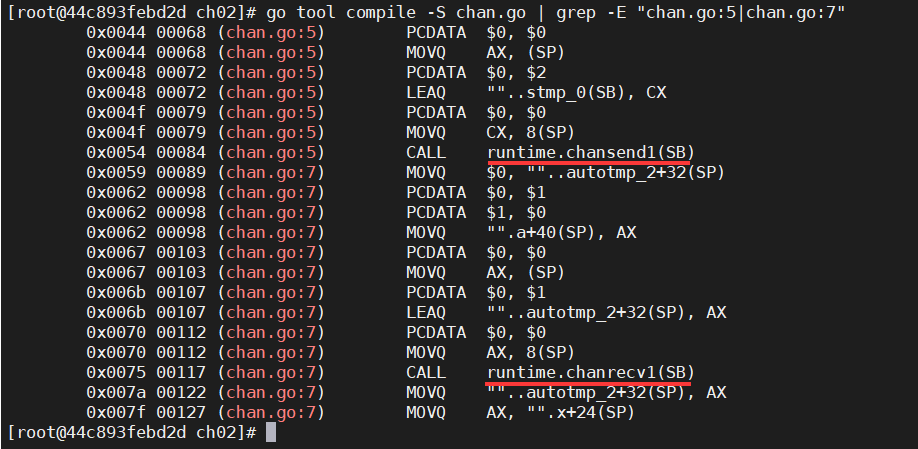 [root@44c893febd2d ch02]# go tool compile -S chan.go | grep -E "chan.go:5|chan.go:7"
0x0044 00068 (chan.go:5) PCDATA $0, $0
0x0044 00068 (chan.go:5) MOVQ AX, (SP)
0x0048 00072 (chan.go:5) PCDATA $0, $2
0x0048 00072 (chan.go:5) LEAQ ""..stmp_0(SB), CX
0x004f 00079 (chan.go:5) PCDATA $0, $0
0x004f 00079 (chan.go:5) MOVQ CX, 8(SP)
0x0054 00084 (chan.go:5) CALL runtime.chansend1(SB)
0x0059 00089 (chan.go:7) MOVQ $0, ""..autotmp_2+32(SP)
0x0062 00098 (chan.go:7) PCDATA $0, $1
0x0062 00098 (chan.go:7) PCDATA $1, $0
0x0062 00098 (chan.go:7) MOVQ "".a+40(SP), AX
0x0067 00103 (chan.go:7) PCDATA $0, $0
0x0067 00103 (chan.go:7) MOVQ AX, (SP)
0x006b 00107 (chan.go:7) PCDATA $0, $1
0x006b 00107 (chan.go:7) LEAQ ""..autotmp_2+32(SP), AX
0x0070 00112 (chan.go:7) PCDATA $0, $0
0x0070 00112 (chan.go:7) MOVQ AX, 8(SP)
0x0075 00117 (chan.go:7) CALL runtime.chanrecv1(SB)
0x007a 00122 (chan.go:7) MOVQ ""..autotmp_2+32(SP), AX
0x007f 00127 (chan.go:7) MOVQ AX, "".x+24(SP)
[root@44c893febd2d ch02]#